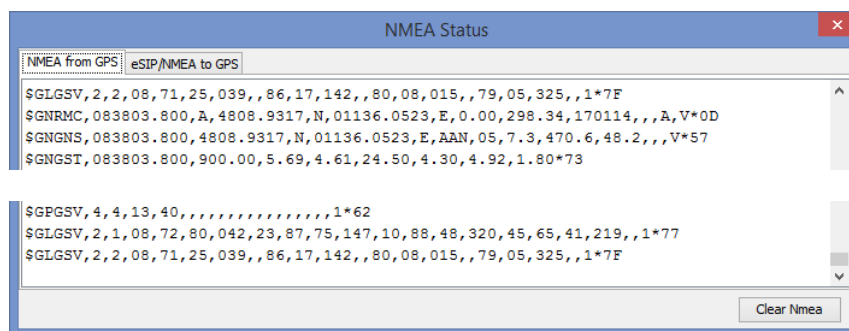 NMEA Status
NMEA from GPS eSIP/NMEA to GPS
$GLGSV,2,2,08,71,25,039,,86,17,142,,80,08,015,,79,05,325,,1*7F
$GNRMC,083803.800,A,4808.9317,N,01136.0523,E,0.00,298.34,170114,,,A,V*0D
$GNGNS,083803.800,4808.9317,N,01136.0523,E,AAN,05,7.3,470.6,48.2,,,V*57
$GNGST,083803.800,900.00,5.69,4.61,24.50,4.30,4.92,1.80*73
$GPGSV,4,4,13,40,,,,,,,,,,,,,,,,1*62
$GLGSV,2,1,08,72,80,042,23,87,75,147,10,88,48,320,45,65,41,219,,1*77
$GLGSV,2,2,08,71,25,039,,86,17,142,,80,08,015,,79,05,325,,1*7F
Clear Nmea